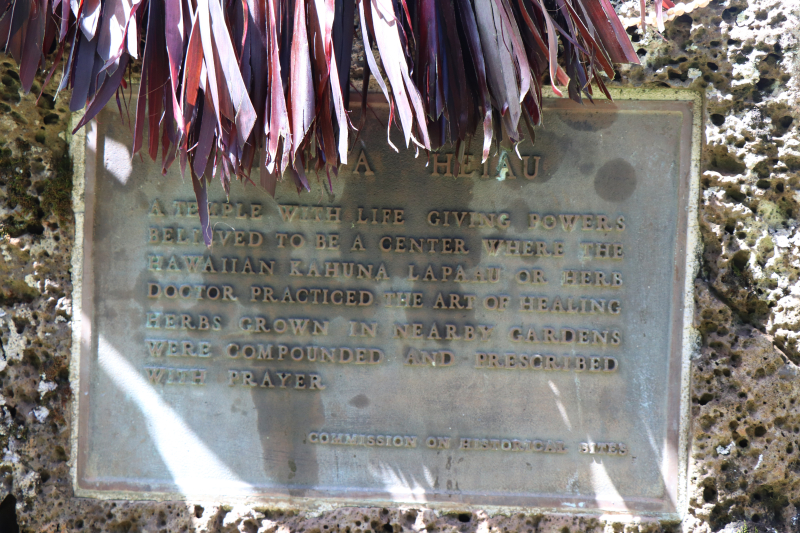 A HEIAU
A TEMPLE WITH LIFE GIVING POWERS
BELIEVED TO BE A CENTER WHERE THE
HAWAIIAN KAHUNA LAPAAU OR HERB
DOCTOR PRACTICED THE ART OF HEALING
HERBS GROWN IN NEARBY GARDENS
WERE COMPOUNDED AND PRESCRIBED
WITH PRAYER
COMMISSION ON HISTORICAL SITES